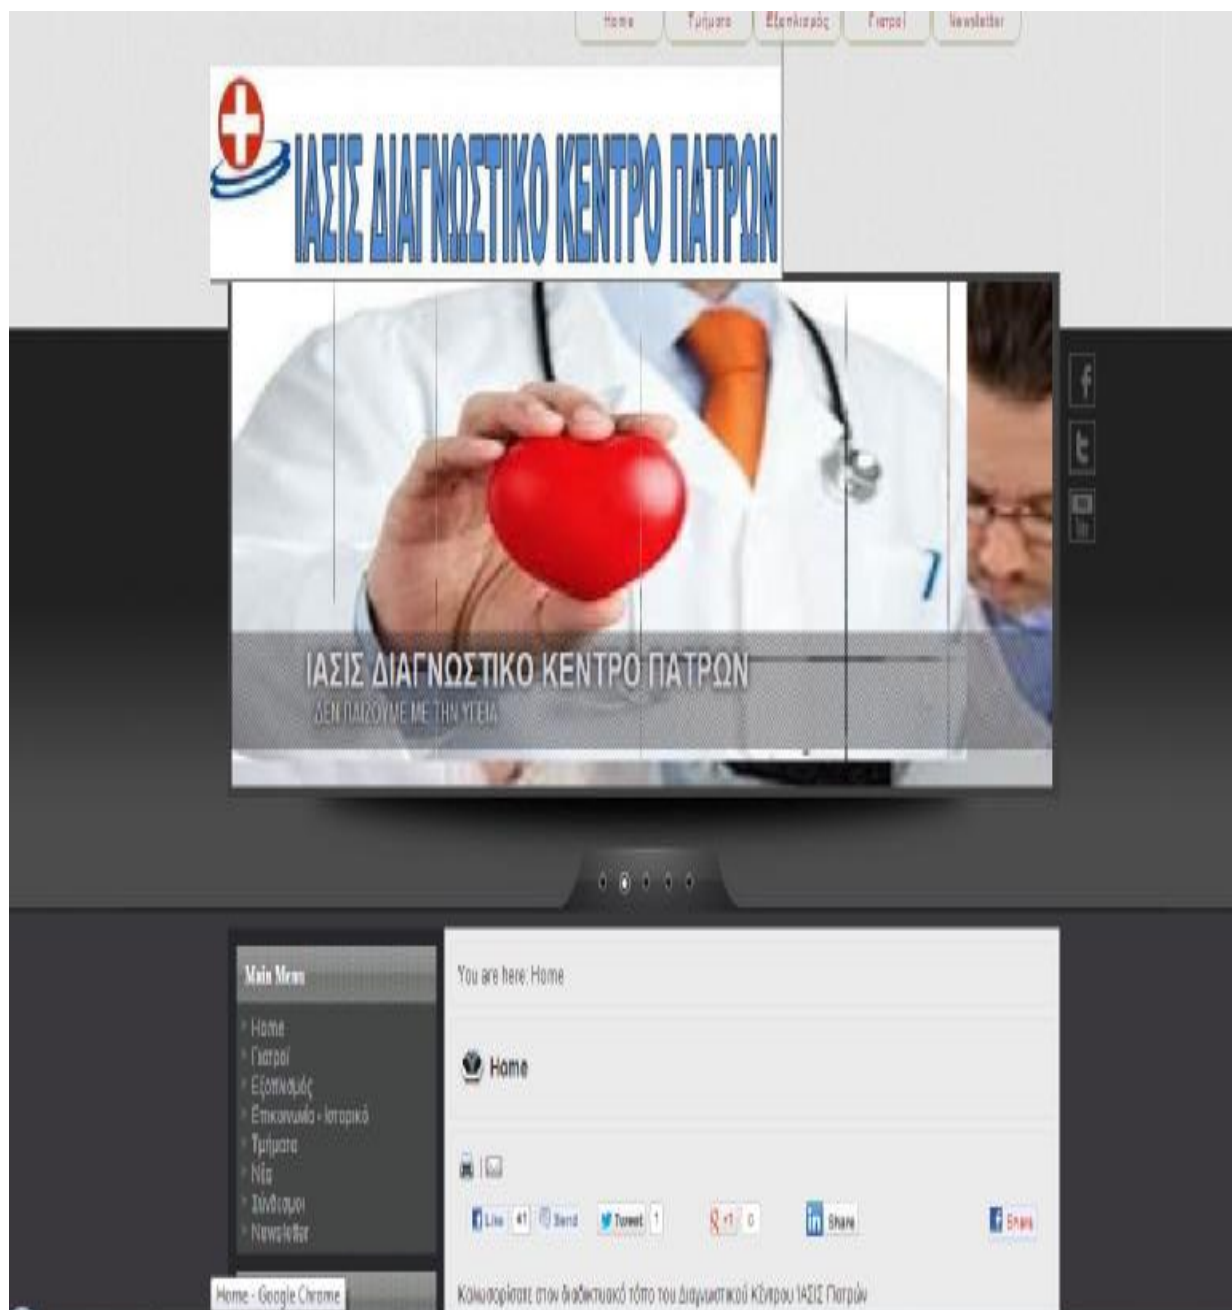 Home Τμήματα Εξοπλισμός Γιατροί Newsletter
ΙΑΣΙΣ ΔΙΑΓΝΩΣΤΙΚΟ ΚΕΝΤΡΟ ΠΑΤΡΩΝ
ΙΑΣΙΣ ΔΙΑΓΝΩΣΤΙΚΟ ΚΕΝΤΡΟ ΠΑΤΡΩΝ
ΔΕΝ ΠΑΙΖΟΥΜΕ ΜΕ ΤΗΝ ΥΓΕΙΑ
Main Menu
Home
Γιατροί
Εξοπλισμός
Επικοινωνία - Ιστορικό
Τμήματα
Νέα
Σύνδεσμοι
Newsletter
You are here: Home
Home
Like 41 Send Tweet 1 +1 0 Share Share
Καλωσορίσατε στον διαδικτυακό τόπο του Διαγνωστικού Κέντρου ΙΑΣΙΣ Πατρών
Home - Google Chrome